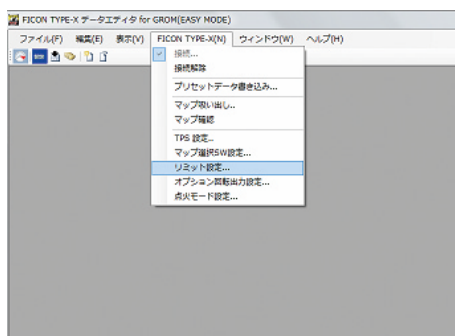 FICON TYPE-X データエディタ for GROM(EASY MODE)
ファイル(F) 編集(E) 表示(V) FICON TYPE-X(N) ウィンドウ(W) ヘルプ(H)
接続...
接続解除
プリセットデータ書き込み...
マップ吸い出し...
マップ確認
TPS 設定...
マップ選択SW設定...
リミット設定...
オプション回転出力設定...
点火モード設定...